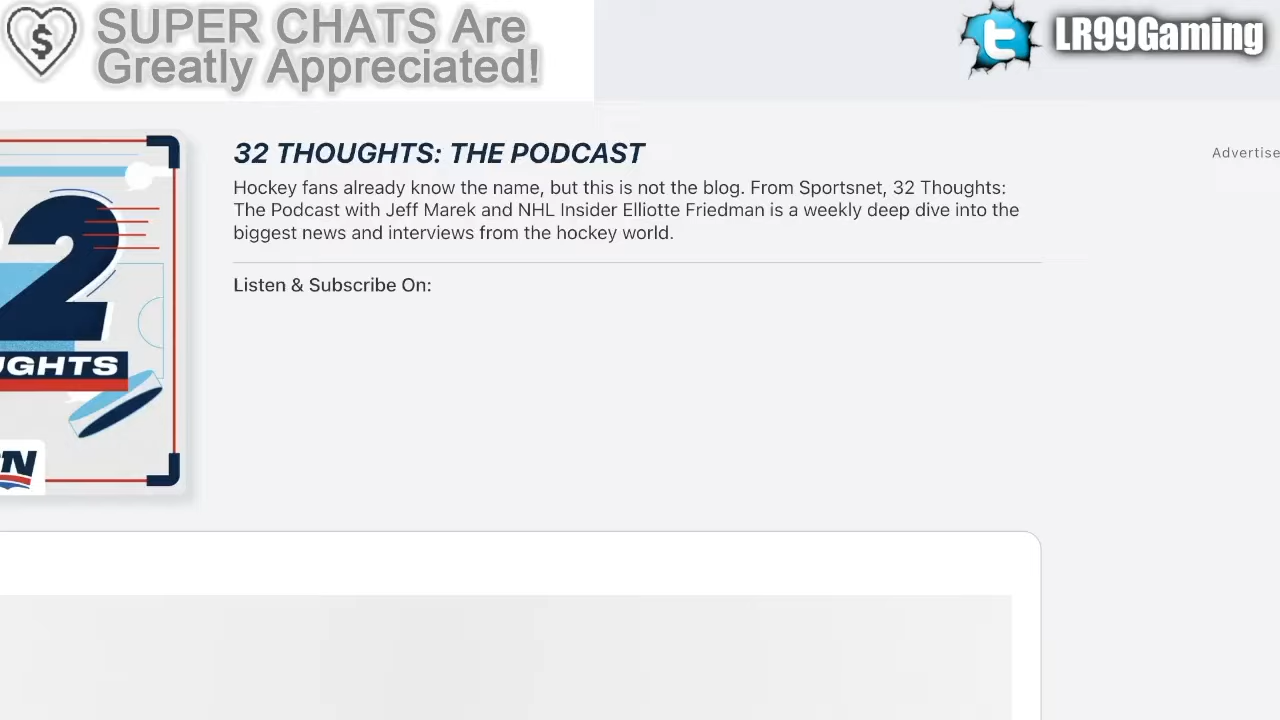 SUPER CHATS Are
Greatly Appreciated!
LR99Gaming
32 THOUGHTS: THE PODCAST
Advertise
Hockey fans already know the name, but this is not the blog. From Sportsnet, 32 Thoughts:
The Podcast with Jeff Marek and NHL Insider Elliotte Friedman is a weekly deep dive into the
biggest news and interviews from the hockey world.
Listen & Subscribe On:
2
UGHTS
N